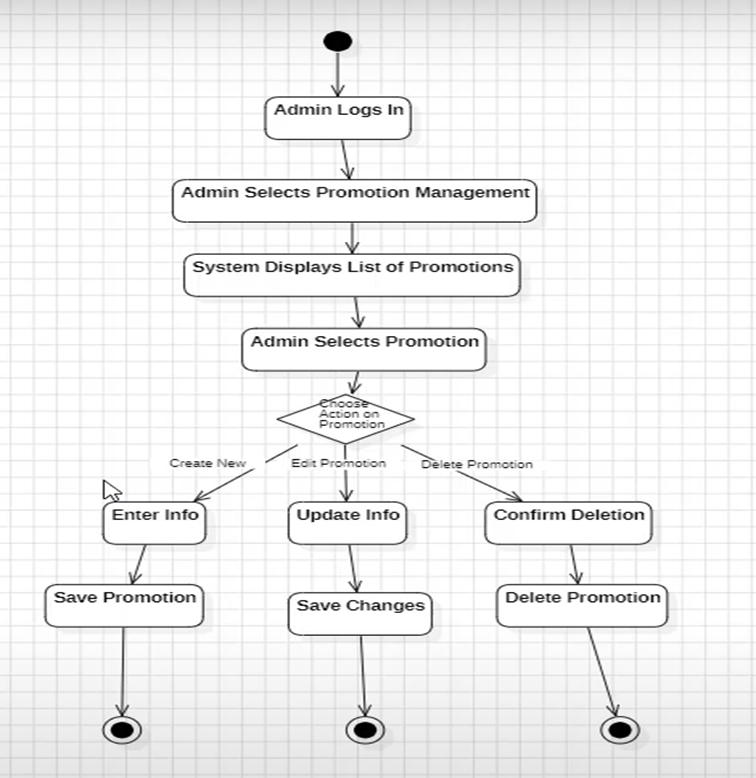 Admin Logs In
Admin Selects Promotion Management
System Displays List of Promotions
Admin Selects Promotion
Choose
Action on
Promotion
Create New
Edit Promotion
Delete Promotion
Enter Info
Update Info
Confirm Deletion
Save Promotion
Save Changes
Delete Promotion